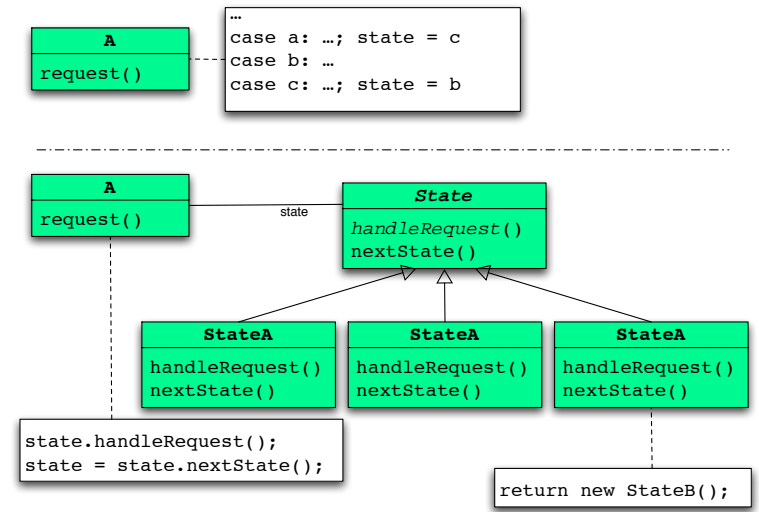 A
request()
…
case a: …; state = c
case b: …
case c: …; state = b
A
request()
state
State
handleRequest()
nextState()
StateA
handleRequest()
nextState()
StateA
handleRequest()
nextState()
StateA
handleRequest()
nextState()
state.handleRequest();
state = state.nextState();
return new StateB();